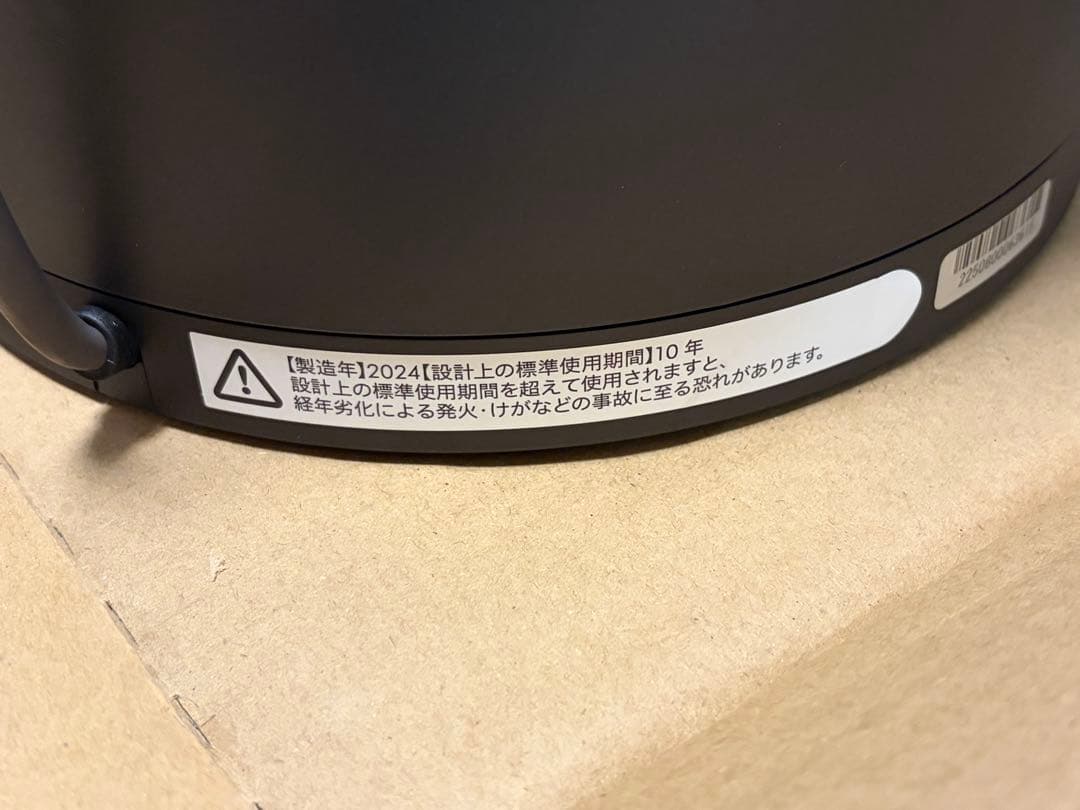 【製造年】2024【設計上の標準使用期間】10 年
設計上の標準使用期間を超えて使用されますと、
経年劣化による発火・けがなどの事故に至る恐れがあります。